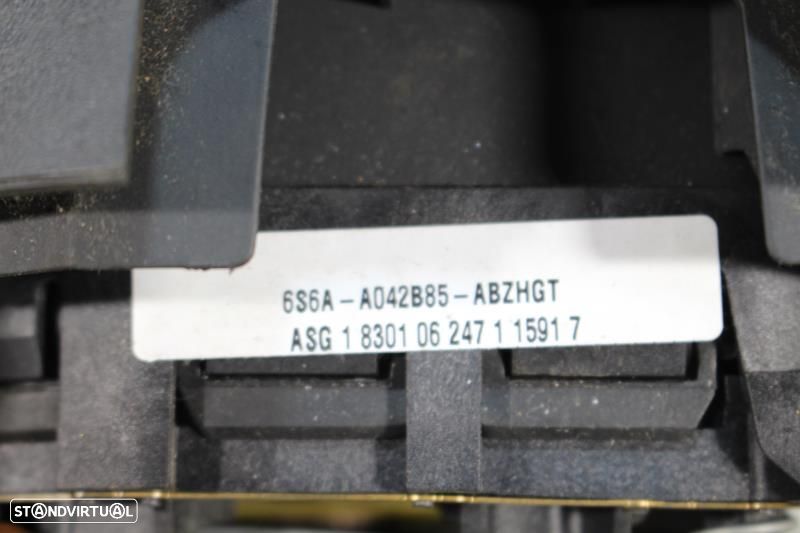 6S6A-A042B85-ABZHGT
ASG 1 8301 06 247 1 1591 7
STANDVIRTUAL